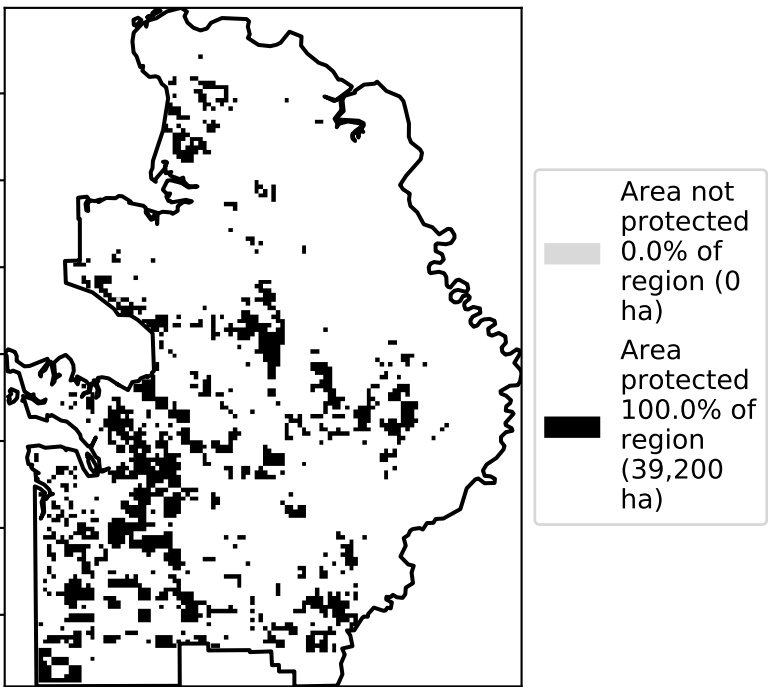 Area not
protected
0.0% of
region (0
ha)
Area
protected
100.0% of
region
(39,200
ha)